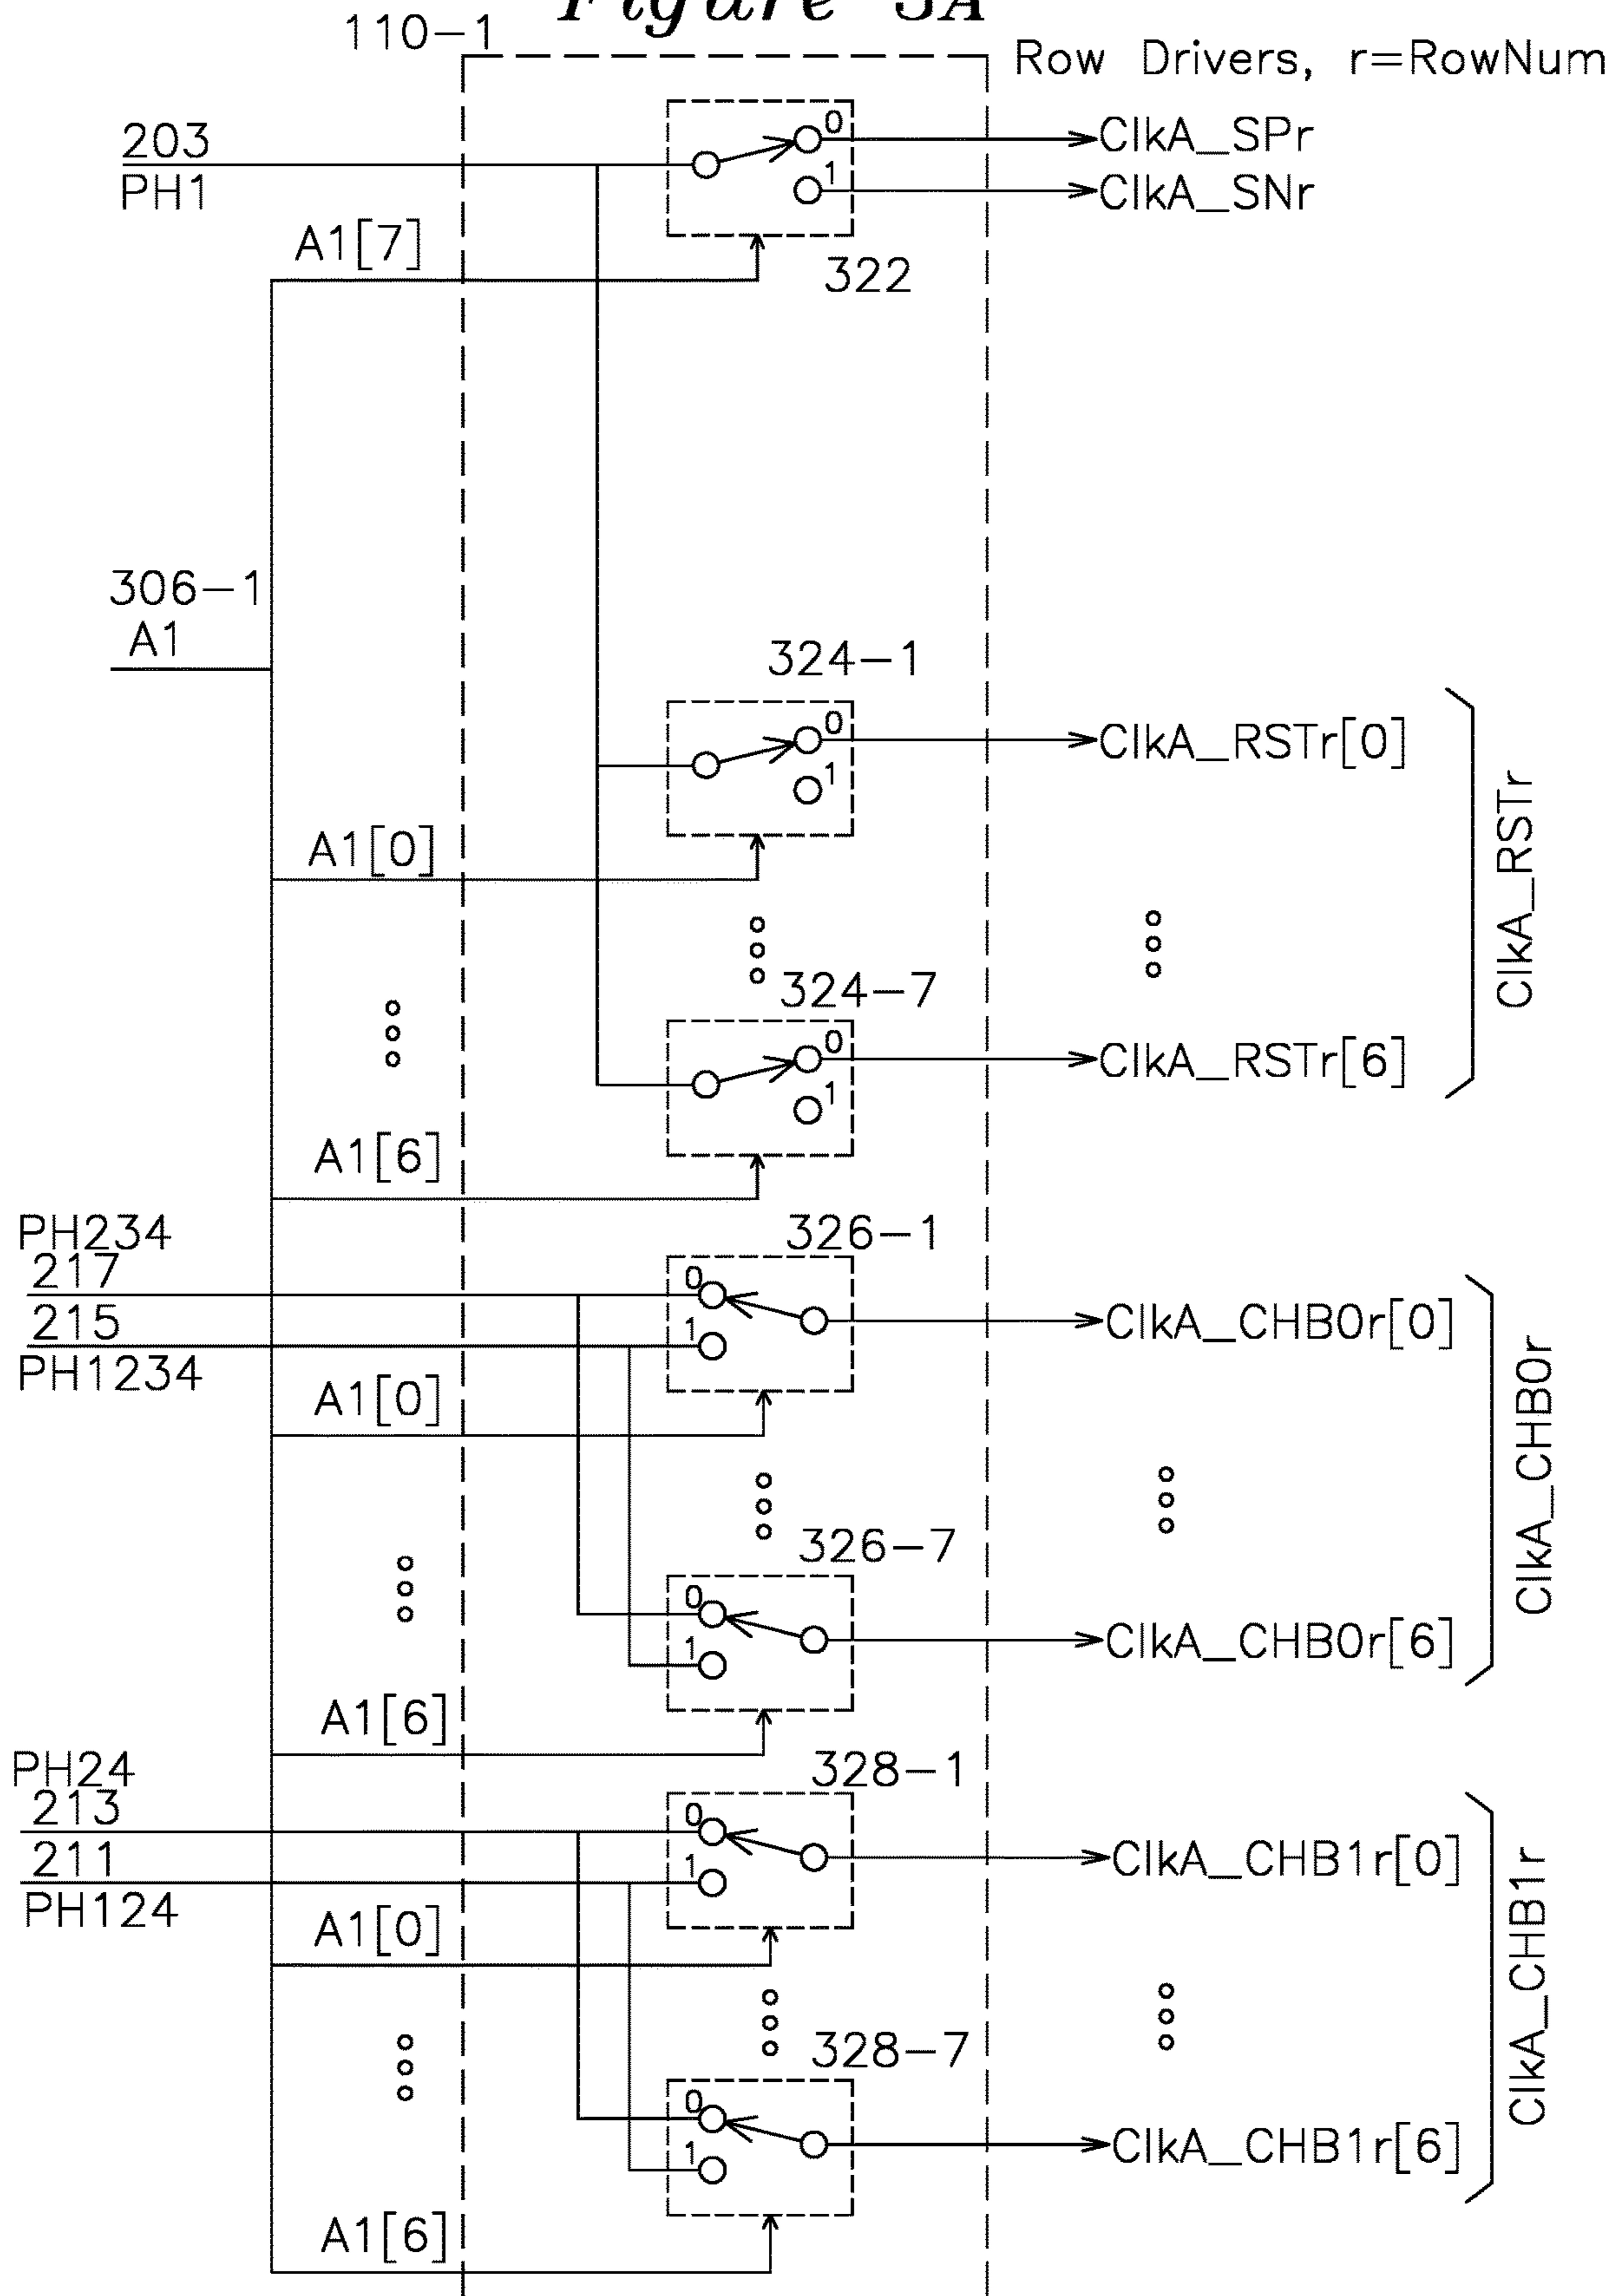 Figure 3A
110-1
Row Drivers, r=RowNum
203
PH1
0
1
ClkA_SPr
ClkA_SNr
A1[7]
322
306-1
A1
324-1
0
1
ClkA_RSTr[0]
A1[0]
324-7
0
1
ClkA_RSTr[6]
ClkA_RSTr
A1[6]
PH234
217
215
PH1234
326-1
0
1
ClkA_CHB0r[0]
A1[0]
326-7
0
1
ClkA_CHB0r[6]
ClkA_CHB0r
A1[6]
PH24
213
211
PH124
328-1
0
1
ClkA_CHB1r[0]
A1[0]
328-7
0
1
ClkA_CHB1r[6]
ClkA_CHB1r
A1[6]